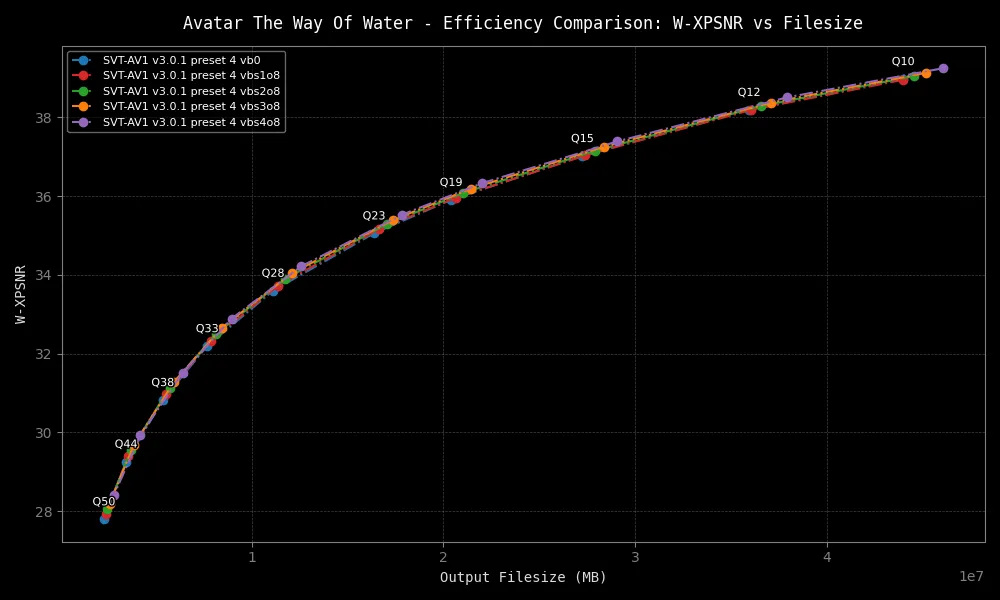 Avatar The Way Of Water - Efficiency Comparison: W-XPSNR vs Filesize
SVT-AV1 v3.0.1 preset 4 vb0
SVT-AV1 v3.0.1 preset 4 vbs1o8
SVT-AV1 v3.0.1 preset 4 vbs2o8
SVT-AV1 v3.0.1 preset 4 vbs3o8
SVT-AV1 v3.0.1 preset 4 vbs4o8
Q10
Q12
Q15
Q19
Q23
Q28
Q33
Q38
Q44
Q50
W-XPSNR
38
36
34
32
30
28
1
2
3
4
1e7
Output Filesize (MB)